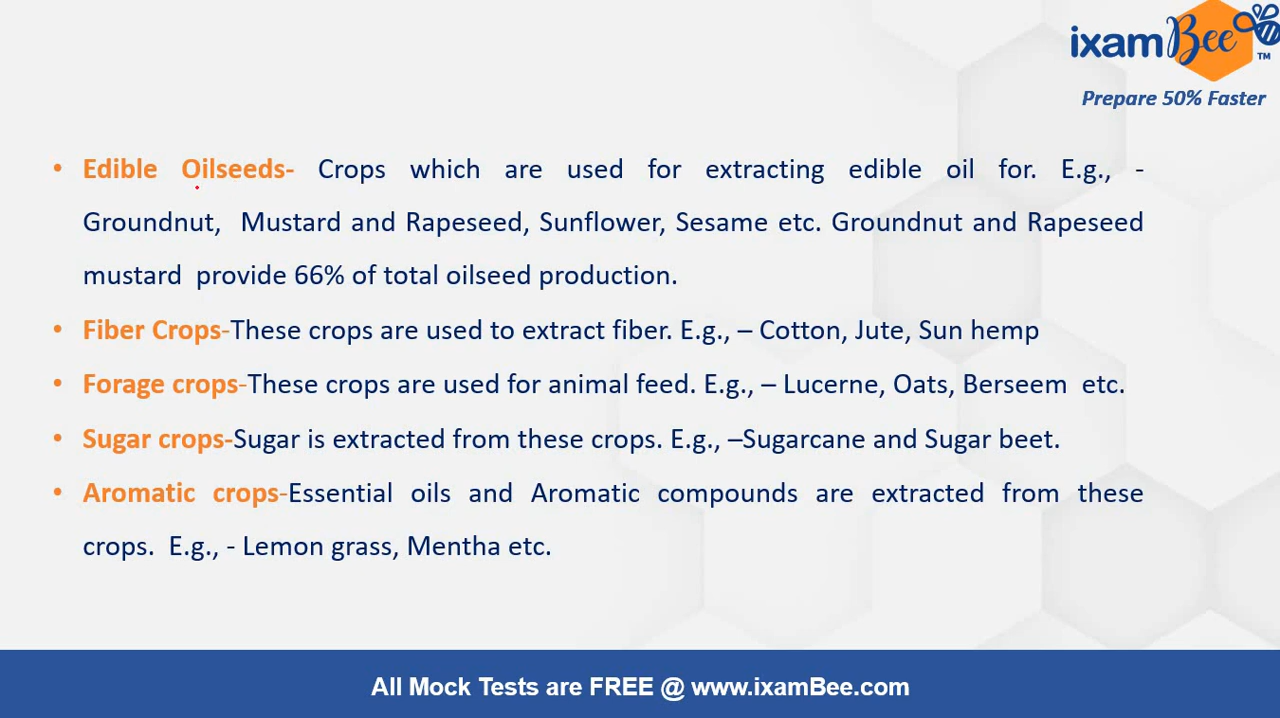 ixamBee™
Prepare 50% Faster
• Edible Oilseeds- Crops which are used for extracting edible oil for. E.g., -
Groundnut, Mustard and Rapeseed, Sunflower, Sesame etc. Groundnut and Rapeseed
mustard provide 66% of total oilseed production.
• Fiber Crops-These crops are used to extract fiber. E.g., – Cotton, Jute, Sun hemp
• Forage crops-These crops are used for animal feed. E.g., – Lucerne, Oats, Berseem etc.
• Sugar crops-Sugar is extracted from these crops. E.g., –Sugarcane and Sugar beet.
• Aromatic crops-Essential oils and Aromatic compounds are extracted from these
crops. E.g., - Lemon grass, Mentha etc.
All Mock Tests are FREE @ www.ixamBee.com